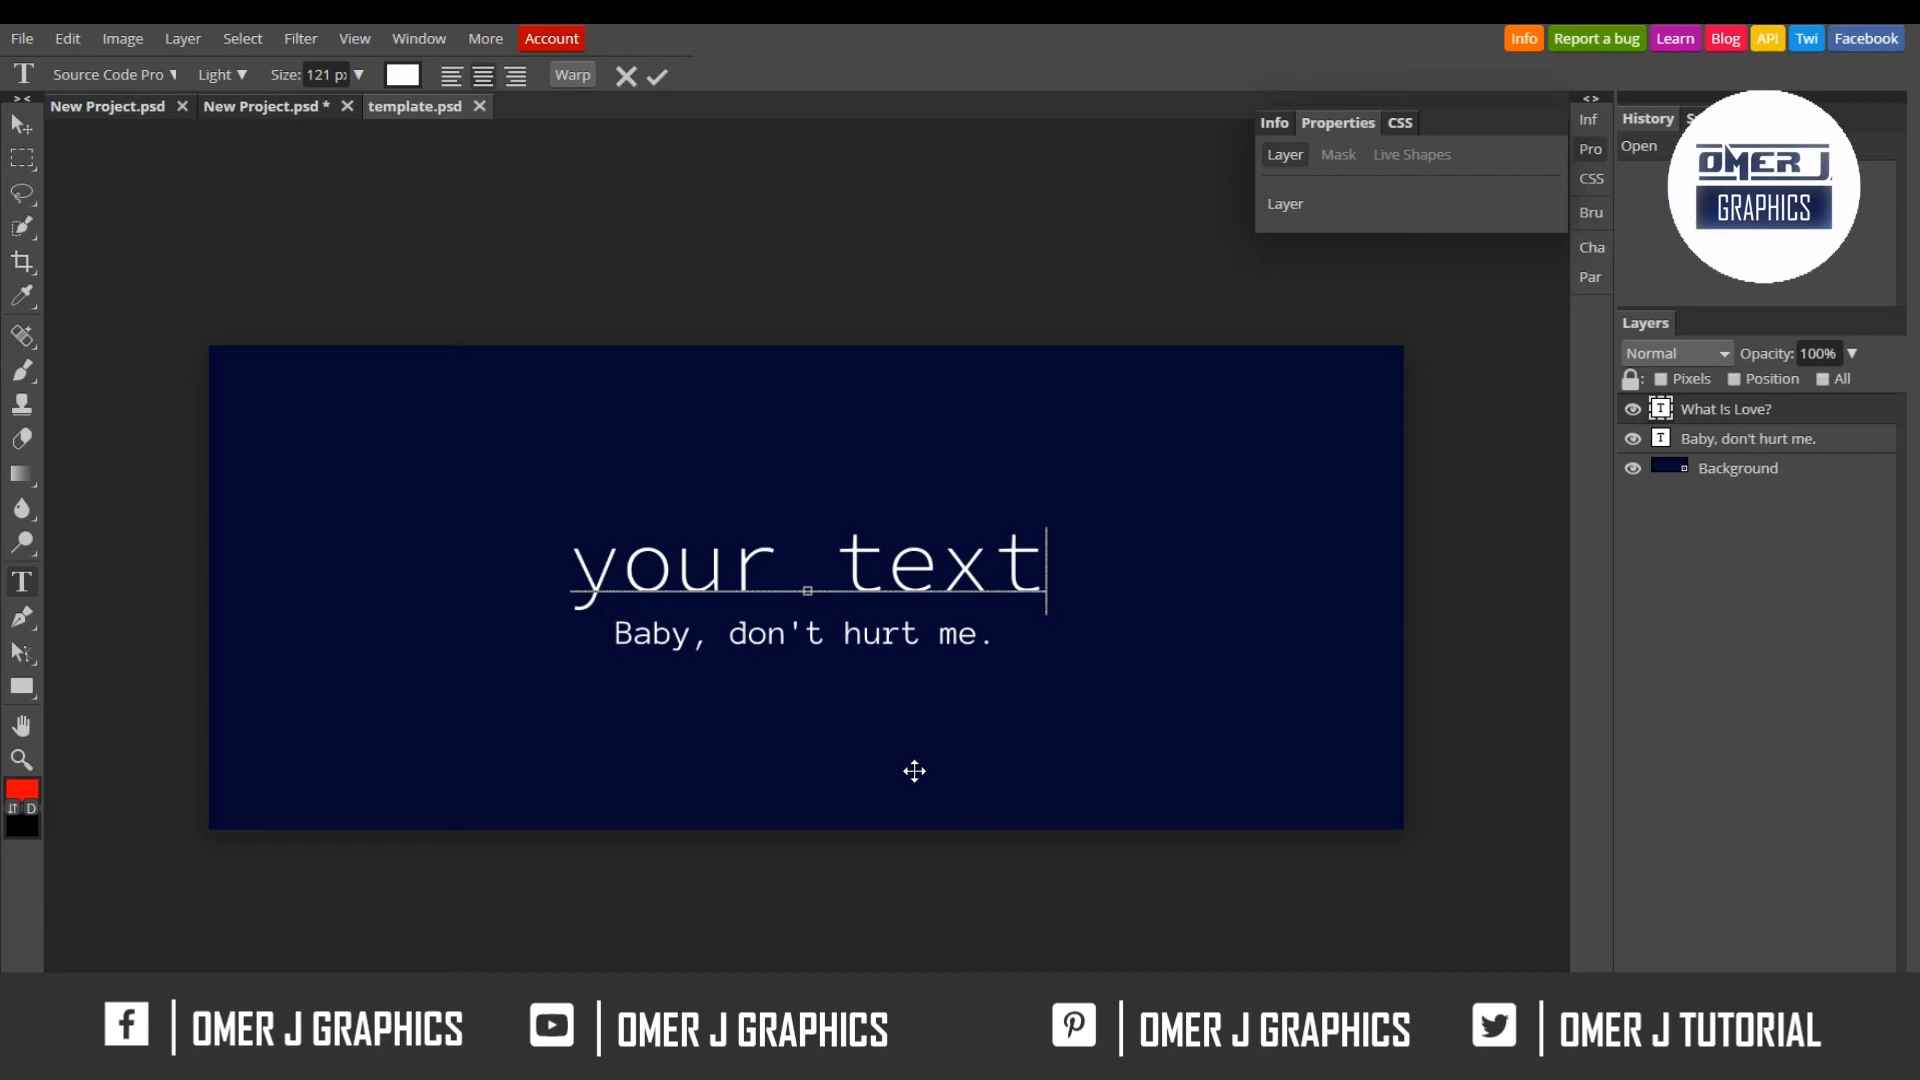 File Edit Image Layer Select Filter View Window More Account Info Report a bug Learn Blog API Twi Facebook
T Source Code Pro Light Size: 121 Warp
> < New Project.psd New Project.psd * template.psd < >
Info Properties CSS
Layer Mask Live Shapes
Layer
Inf
Pro
CSS
Bru
Cha
Par
History
Open
OMER J
GRAPHICS
Layers
Normal Opacity: 100%
: Pixels Position All
T What Is Love?
T Baby, don't hurt me.
Background
your text
Baby, don't hurt me.
T
D
OMER J GRAPHICS OMER J GRAPHICS OMER J GRAPHICS OMER J TUTORIAL